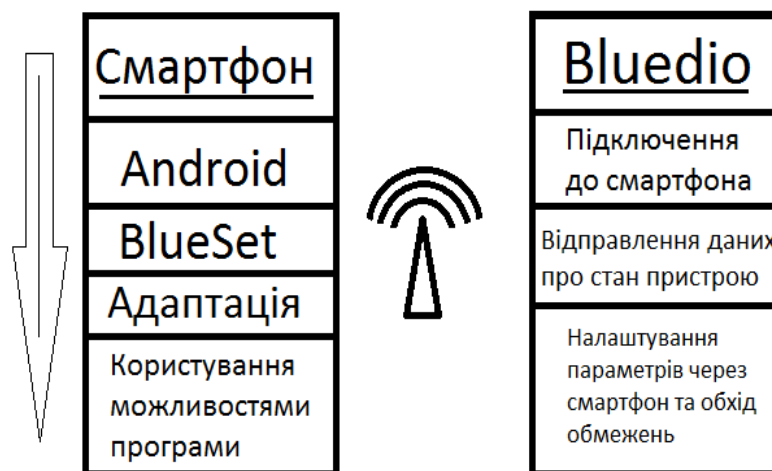 Смартфон
Android
BlueSet
Адаптація
Користування
можливостями
програми
Bluedio
Підключення
до смартфона
Відправлення даних
про стан пристрою
Налаштування
параметрів через
смартфон та обхід
обмежень